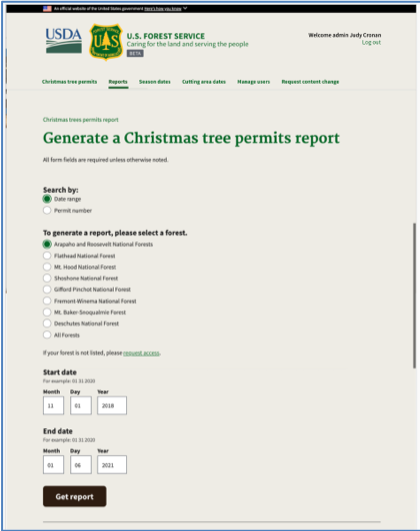 An official website of the United States government Here's how you know
USDA
U.S. FOREST SERVICE
Caring for the land and serving the people
BETA
Welcome admin Judy Cronan
Log out
Christmas tree permits Reports Season dates Cutting area dates Manage users Request content change
Christmas trees permits report
Generate a Christmas tree permits report
All form fields are required unless otherwise noted.
Search by:
Date range
Permit number
To generate a report, please select a forest.
Arapaho and Roosevelt National Forests
Flathead National Forest
Mt. Hood National Forest
Shoshone National Forest
Gifford Pinchot National Forest
Fremont-Winema National Forest
Mt. Baker-Snoqualmie Forest
Deschutes National Forest
All Forests
If your forest is not listed, please request access.
Start date
For example: 01 31 2020
Month Day Year
11 01 2018
End date
For example: 01 31 2020
Month Day Year
01 06 2021
Get report